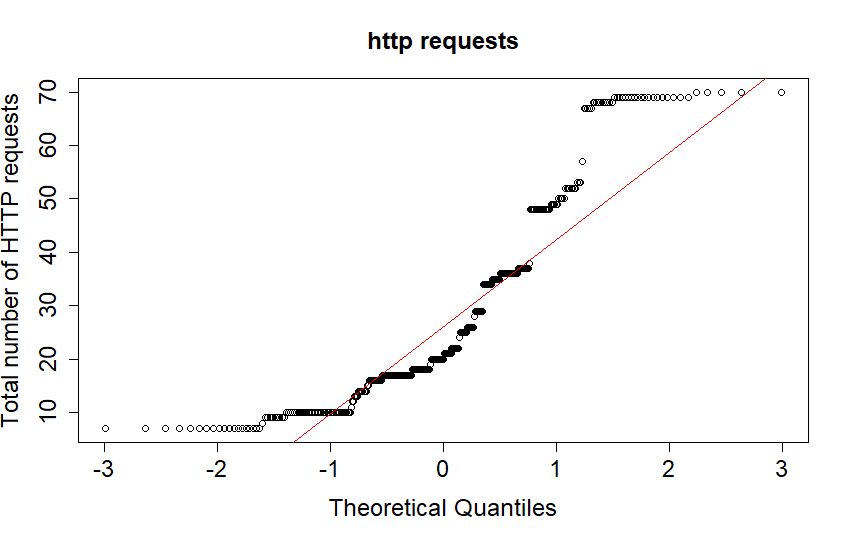 http requests
Total number of HTTP requests
70
60
50
40
30
20
10
-3 -2 -1 0 1 2 3
Theoretical Quantiles